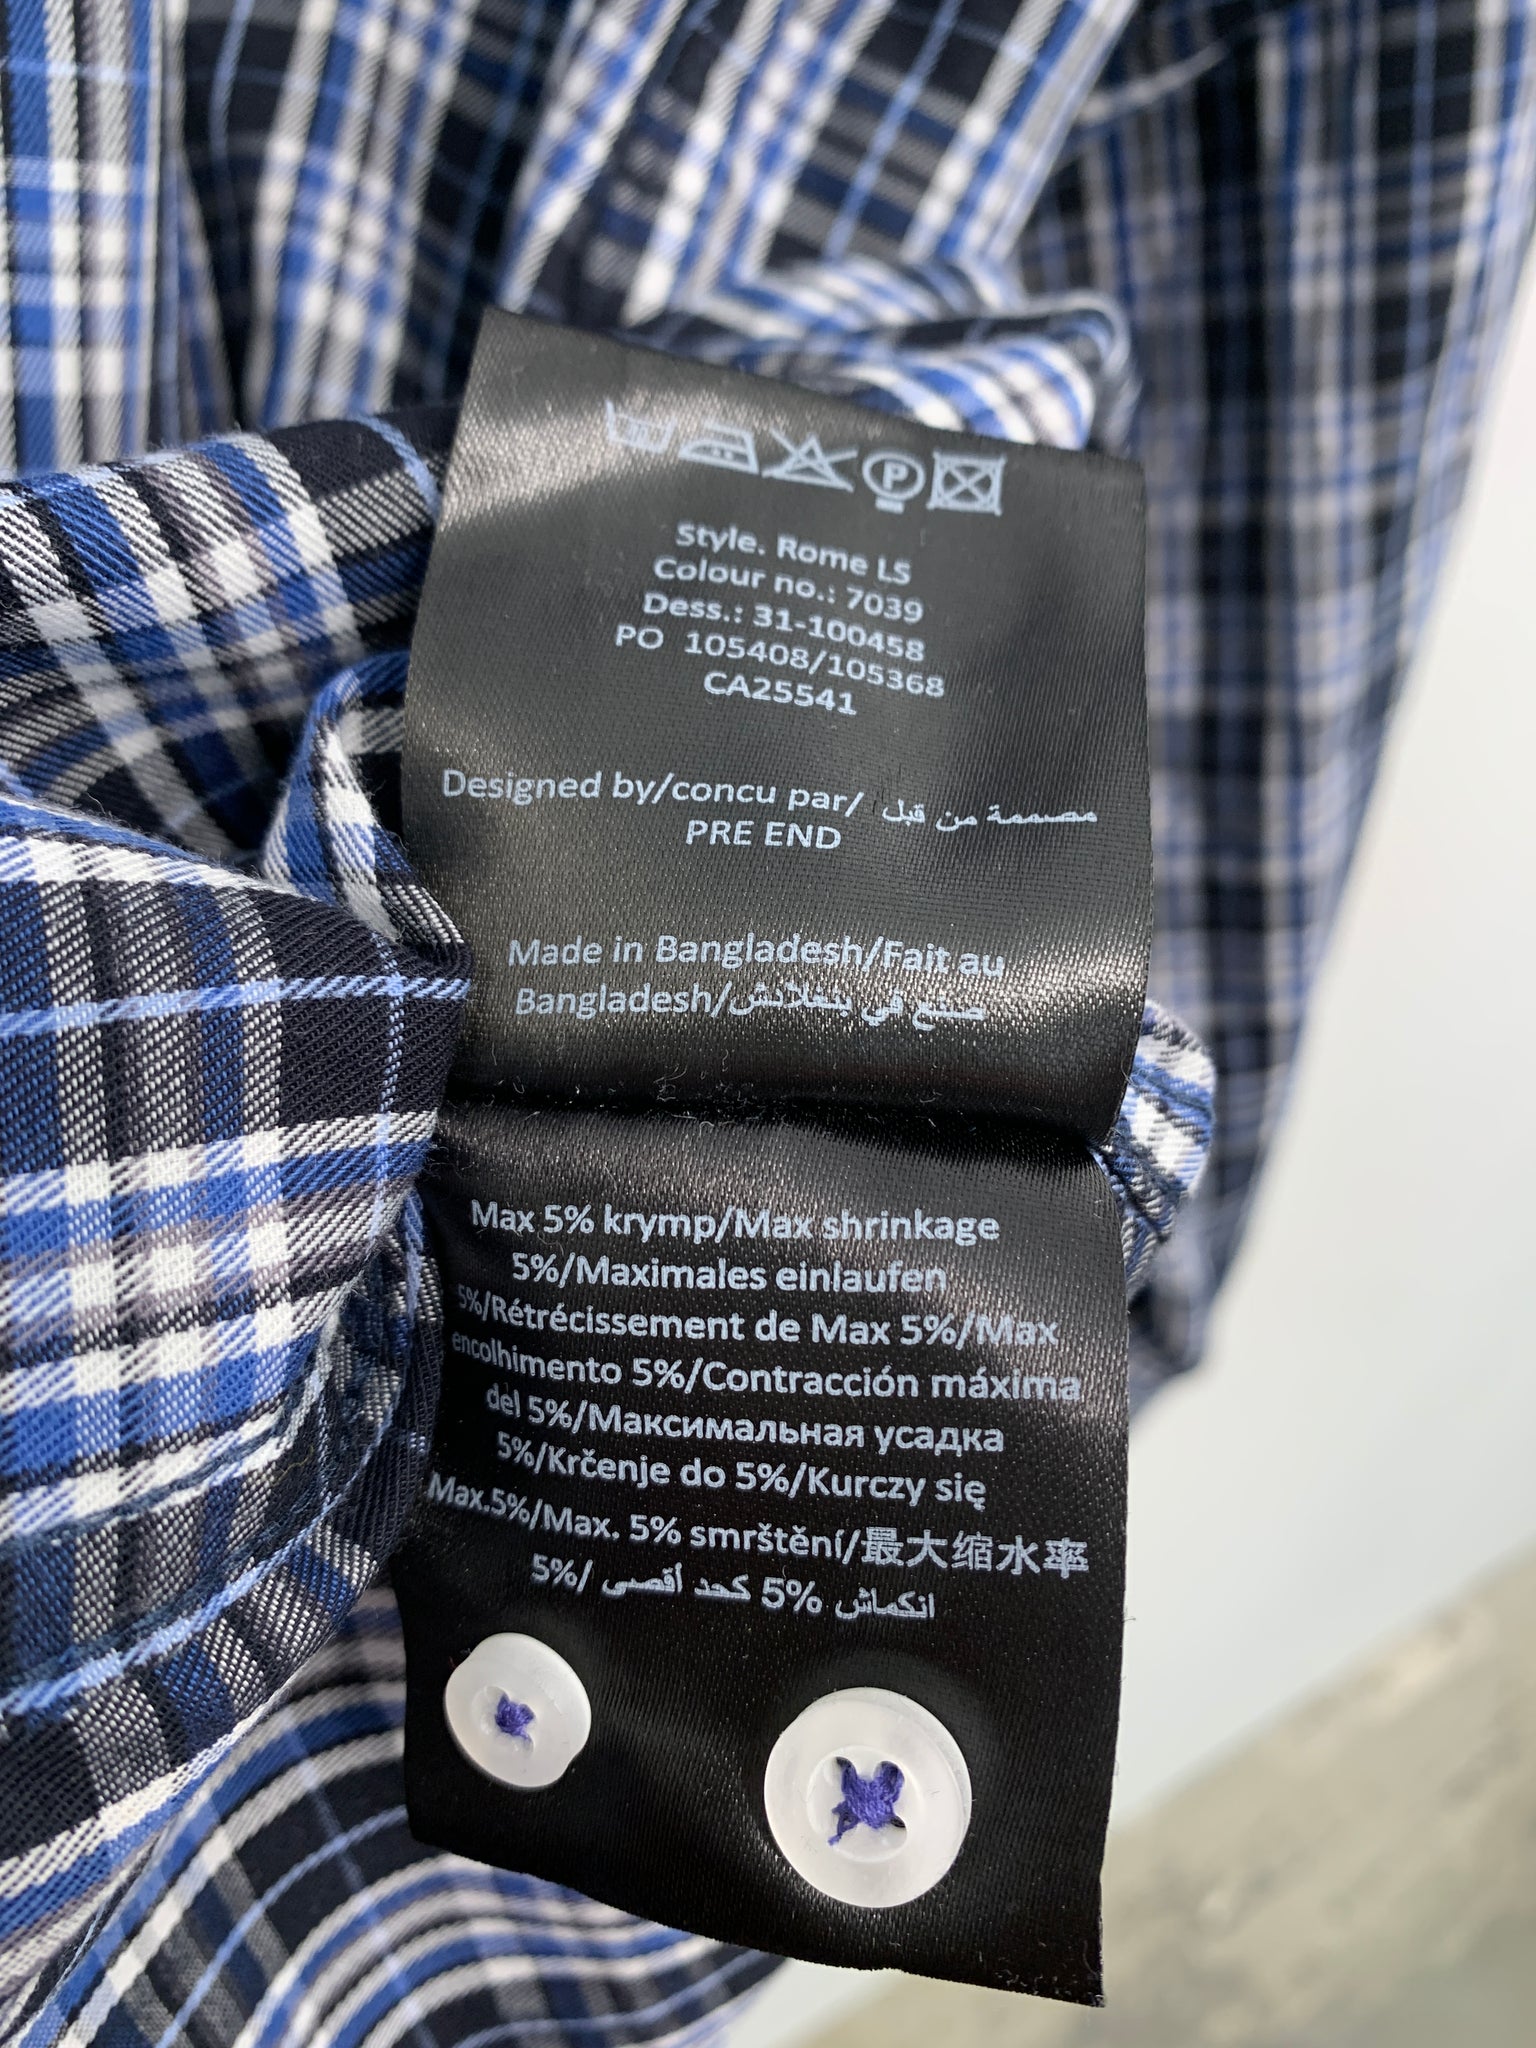 P
Style. Rome LS
Colour no.: 7039
Dess.: 31-100458
PO 105408/105368
CA25541
Designed by/concu par/ مصممة من قبل
PRE END
Made in Bangladesh/Fait au
Bangladesh/صنع في بنغلادش
Max 5% krymp/Max shrinkage
5%/Maximales einlaufen
5%/Rétrécissement de Max 5%/Max
encolhimento 5%/Contracción máxima
del 5%/Максимальная усадка
5%/Krčenje do 5%/Kurczy się
Max.5%/Max. 5% smrštění/最大缩水率
5%/ انكماش 5% كحد أقصى